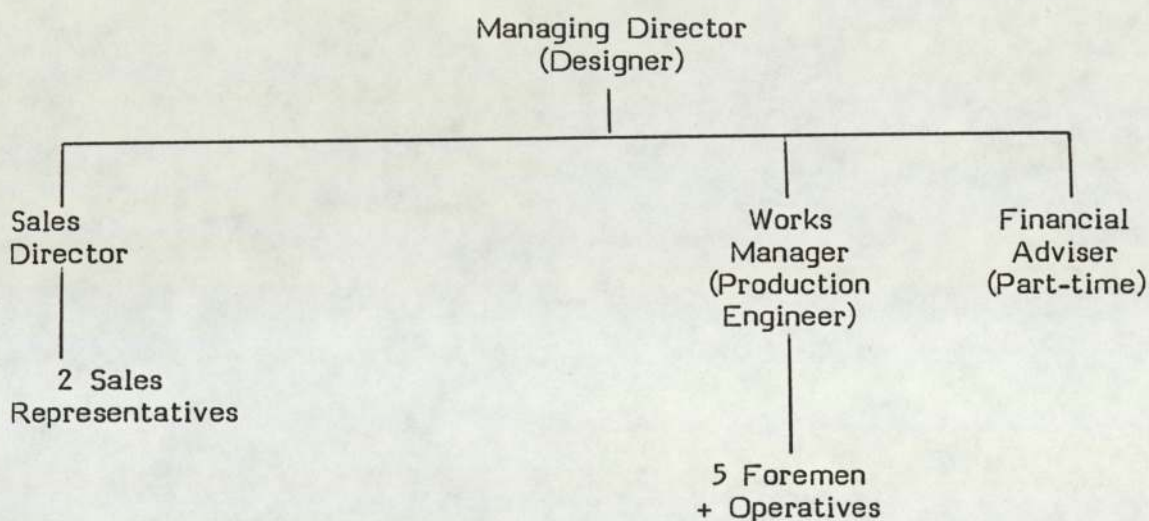 Managing Director
(Designer)
Sales
Director
2 Sales
Representatives
Works
Manager
(Production
Engineer)
5 Foremen
+ Operatives
Financial
Adviser
(Part-time)